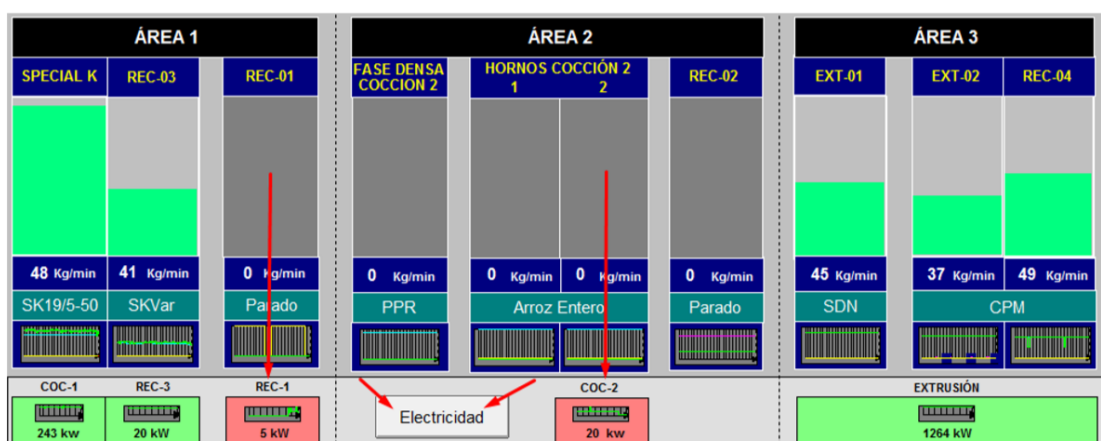 ÁREA 1
ÁREA 2
ÁREA 3
SPECIAL K
REC-03
REC-01
FASE DENSA
COCCION 2
HORNOS COCCIÓN 2
1 2
REC-02
EXT-01
EXT-02
REC-04
48 Kg/min
41 Kg/min
0 Kg/min
0 Kg/min
0 Kg/min
0 Kg/min
0 Kg/min
45 Kg/min
37 Kg/min
49 Kg/min
SK19/5-50
SKVar
Parado
PPR
Arroz Entero
Parado
SDN
CPM
COC-1
REC-3
REC-1
COC-2
EXTRUSIÓN
Electricidad
243 kw
20 kW
5 kW
20 kw
1264 kW